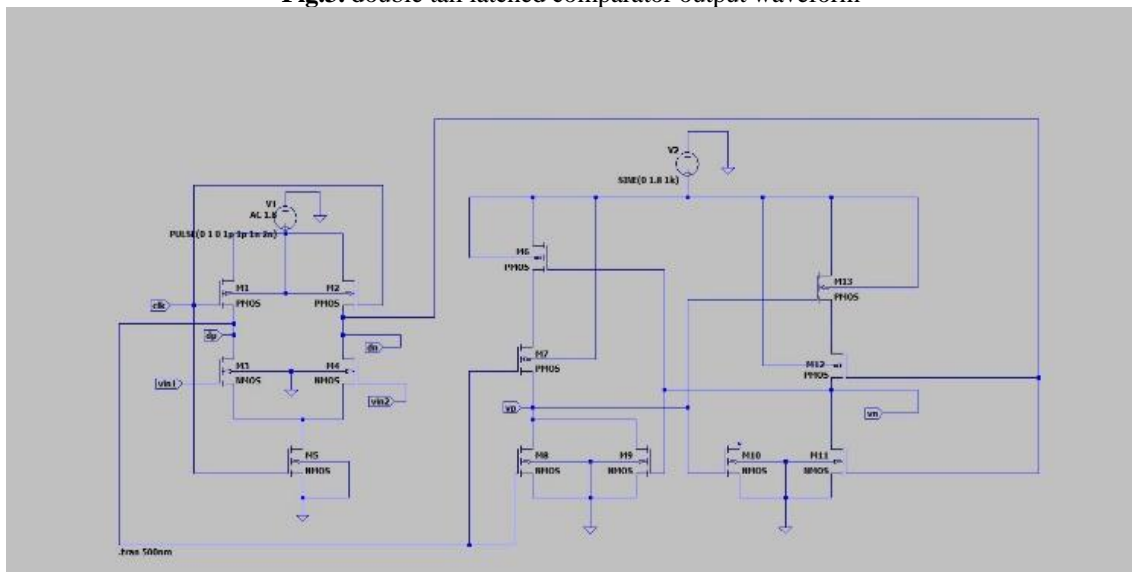 Fig.5. double tail latched comparator output waveform
V1
AC 1.8
PULSE(0 1 0 1p 1p 1n 2n)
V2
SINE(0 1.8 1k)
M6
PMOS
M13
PMOS
clk
M1
PMOS
M2
PMOS
dp
dn
M7
PMOS
M12
PMOS
vin1
M3
NMOS
M4
NMOS
vin2
vp
vn
M5
NMOS
M8
NMOS
M9
NMOS
M10
NMOS
M11
NMOS
.tran 500nm